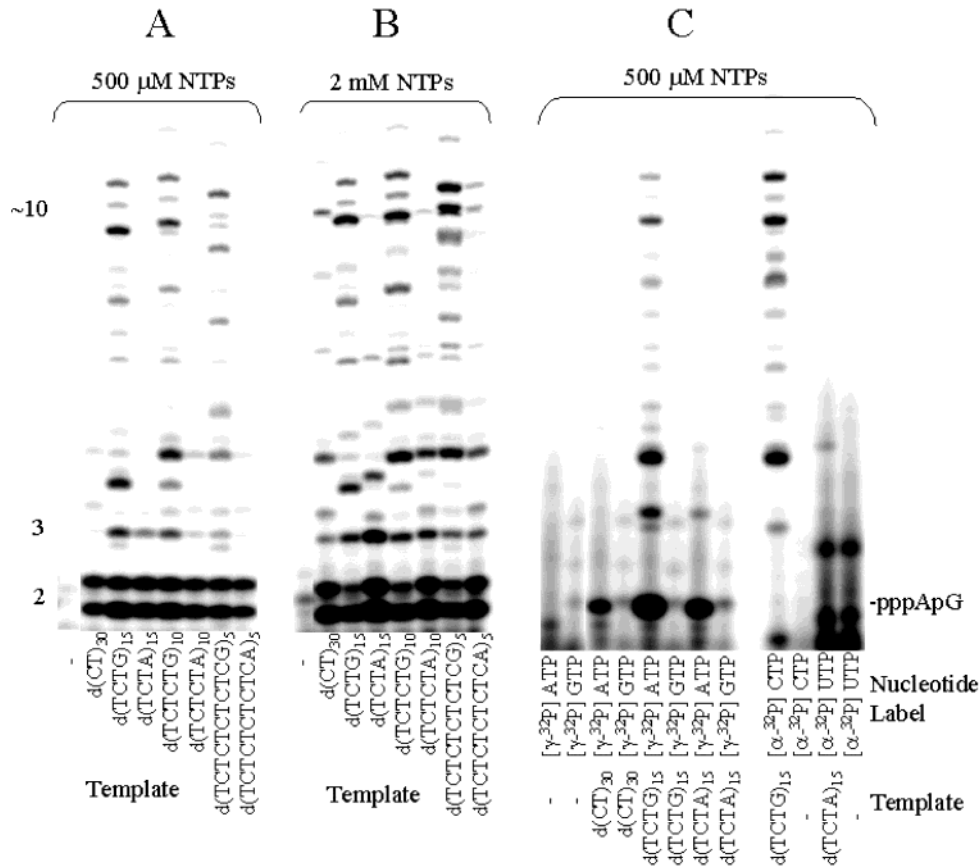 A
B
C
500 µM NTPs
2 mM NTPs
500 µM NTPs
~10
3
2
-pppApG
-
d(CT)30
d(TCTG)15
d(TCTA)15
d(TCTCTG)10
d(TCTCTA)10
d(TCTCTCTCTCG)5
d(TCTCTCTCTCA)5
Template
-
d(CT)30
d(TCTG)15
d(TCTA)15
d(TCTCTG)10
d(TCTCTA)10
d(TCTCTCTCTCG)5
d(TCTCTCTCTCA)5
Template
[γ-32P] ATP
[γ-32P] GTP
[γ-32P] ATP
[γ-32P] GTP
[γ-32P] ATP
[γ-32P] GTP
[γ-32P] ATP
[γ-32P] GTP
[α-32P] CTP
[α-32P] CTP
[α-32P] UTP
[α-32P] UTP
Nucleotide
Label
-
-
d(CT)30
d(CT)30
d(TCTG)15
d(TCTG)15
d(TCTA)15
d(TCTA)15
d(TCTG)15
-
d(TCTA)15
-
Template